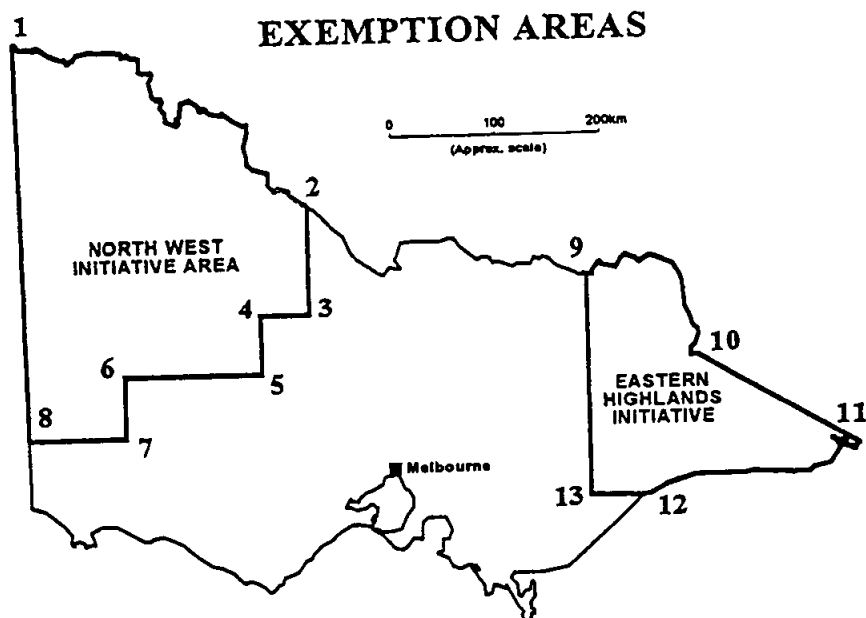 EXEMPTION AREAS
1
0 100 200km
(Approx. scale)
2
NORTH WEST
INITIATIVE AREA
9
4 3
10
6
5
EASTERN
HIGHLANDS
INITIATIVE
8
11
7
Melbourne
13 12